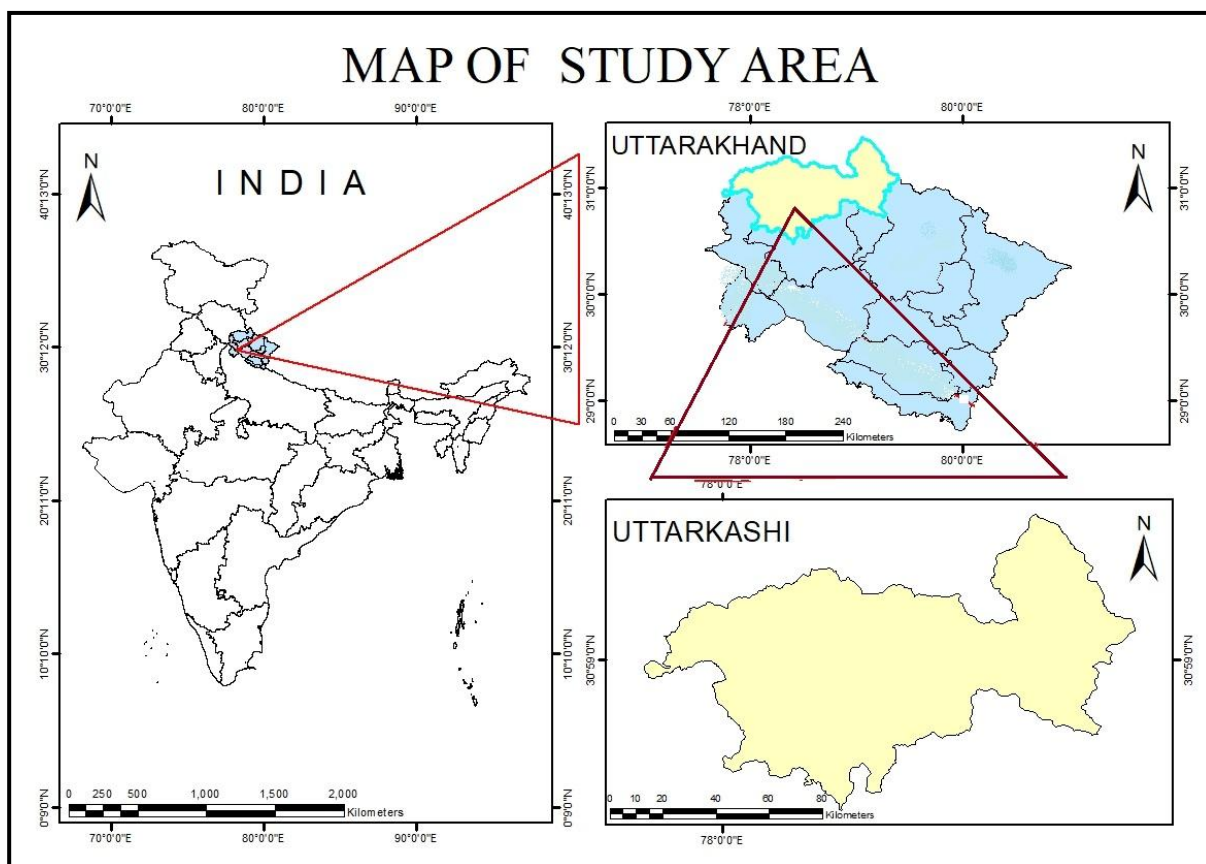 MAP OF STUDY AREA
70°0'0"E 80°0'0"E 90°0'0"E
INDIA
N
40°13'0"N 40°13'0"N
30°12'0"N 30°12'0"N
20°11'0"N 20°11'0"N
10°10'0"N 10°10'0"N
0°9'0"N 0°9'0"N
0 250 500 1,000 1,500 2,000
Kilometers
70°0'0"E 80°0'0"E 90°0'0"E
78°0'0"E 80°0'0"E
UTTARAKHAND
N
31°0'0"N 31°0'0"N
30°0'0"N 30°0'0"N
29°0'0"N 29°0'0"N
0 30 60 120 180 240
Kilometers
78°0'0"E 80°0'0"E
78°0'0"E
UTTARKASHI
N
30°59'0"N 30°59'0"N
0 10 20 40 60 80
Kilometers
78°0'0"E